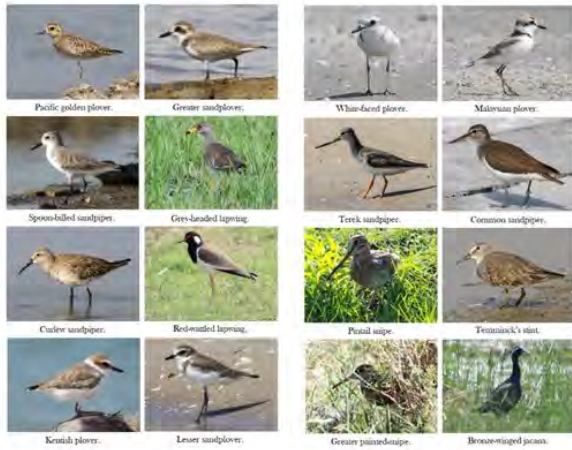 Pacific golden plover.
Greater sandplover.
White-faced plover.
Malaysian plover.
Spoon-billed sandpiper.
Grey-headed lapwing.
Terek sandpiper.
Common sandpiper.
Curlew sandpiper.
Red-wattled lapwing.
Pintail snipe.
Temminck's stint.
Kentish plover.
Lesser sandplover.
Greater painted-snipe.
Bronze-winged jacana.